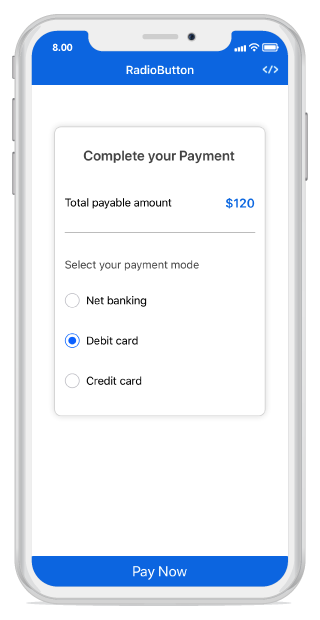 8.00
RadioButton </>
Complete your Payment
Total payable amount $120
Select your payment mode
Net banking
Debit card
Credit card
Pay Now